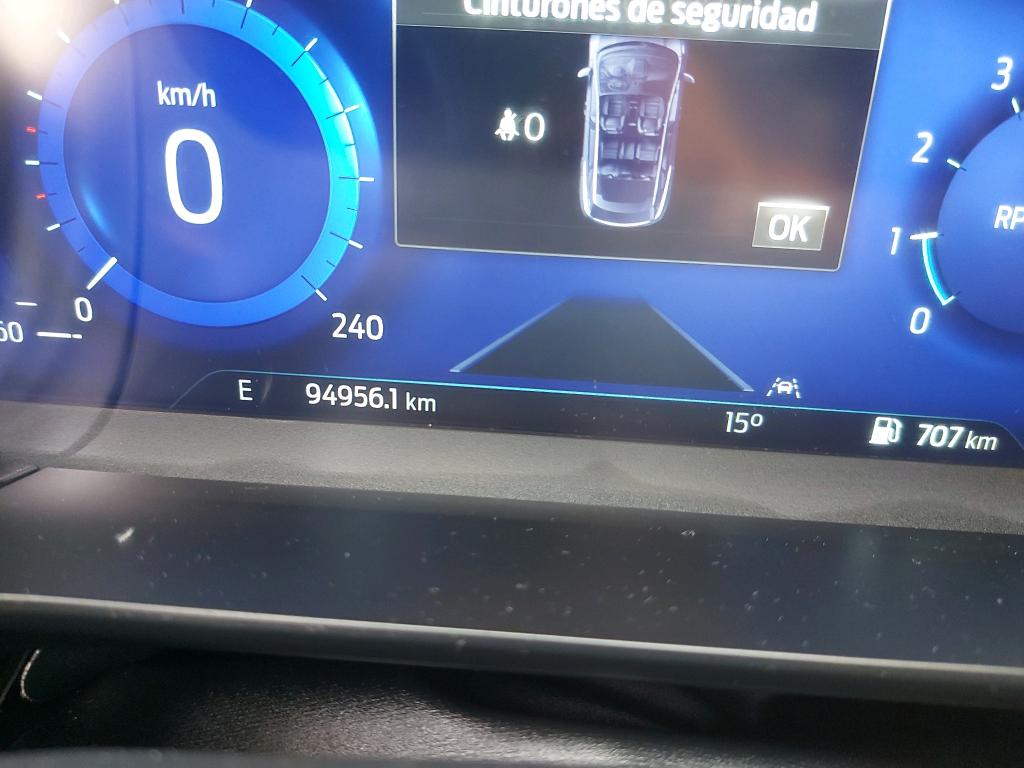 Cinturones de seguridad
km/h
0
0
OK
3
2
1
0
RP
0
60
240
E
94956.1 km
15º
707 km